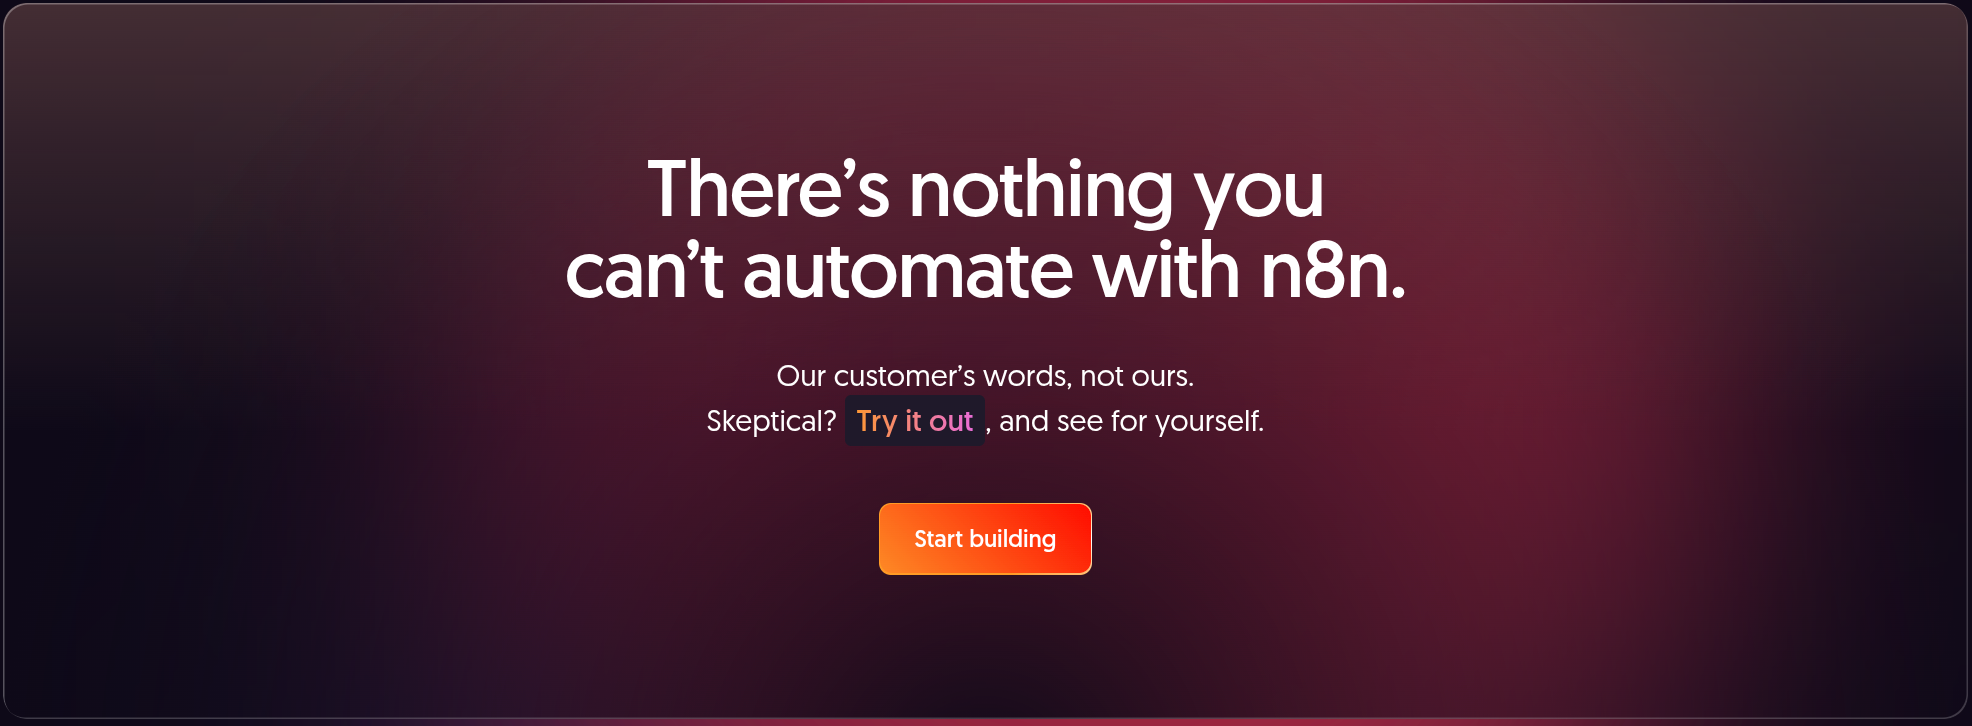 There’s nothing you
can’t automate with n8n.
Our customer’s words, not ours.
Skeptical? Try it out, and see for yourself.
Start building